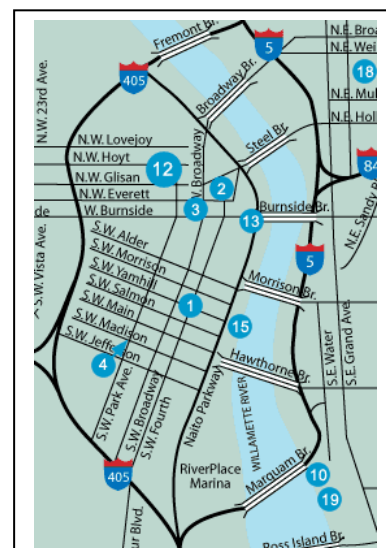 Fremont Br.
5
N.E. Broa
N.E. Wei
405
Broadway Br.
18
N.W. 23rd Ave.
N.E. Mul
N.E. Hol
N.W. Lovejoy
Steel Br.
N.W. Hoyt
12
84
N.W. Glisan
W Broadway
2
N.W. Everett
3
de
W. Burnside
13
Burnside Br.
N.E. Sandy
S.W. Vista Ave.
S.W. Alder
5
S.W. Morrison
S.W. Yamhill
Morrison Br.
S.W. Salmon
1
S.W. Main
15
S.W. Madison
S.W. Jefferson
4
Hawthorne Br.
S.E. Water
S.E. Grand Ave.
S.W. Park Ave.
S.W. Broadway
S.W. Fourth
Naito Parkway
WILLAMETTE RIVER
405
RiverPlace
Marina
Marquam Br.
10
19
ur Blvd.
Ross Island Br.